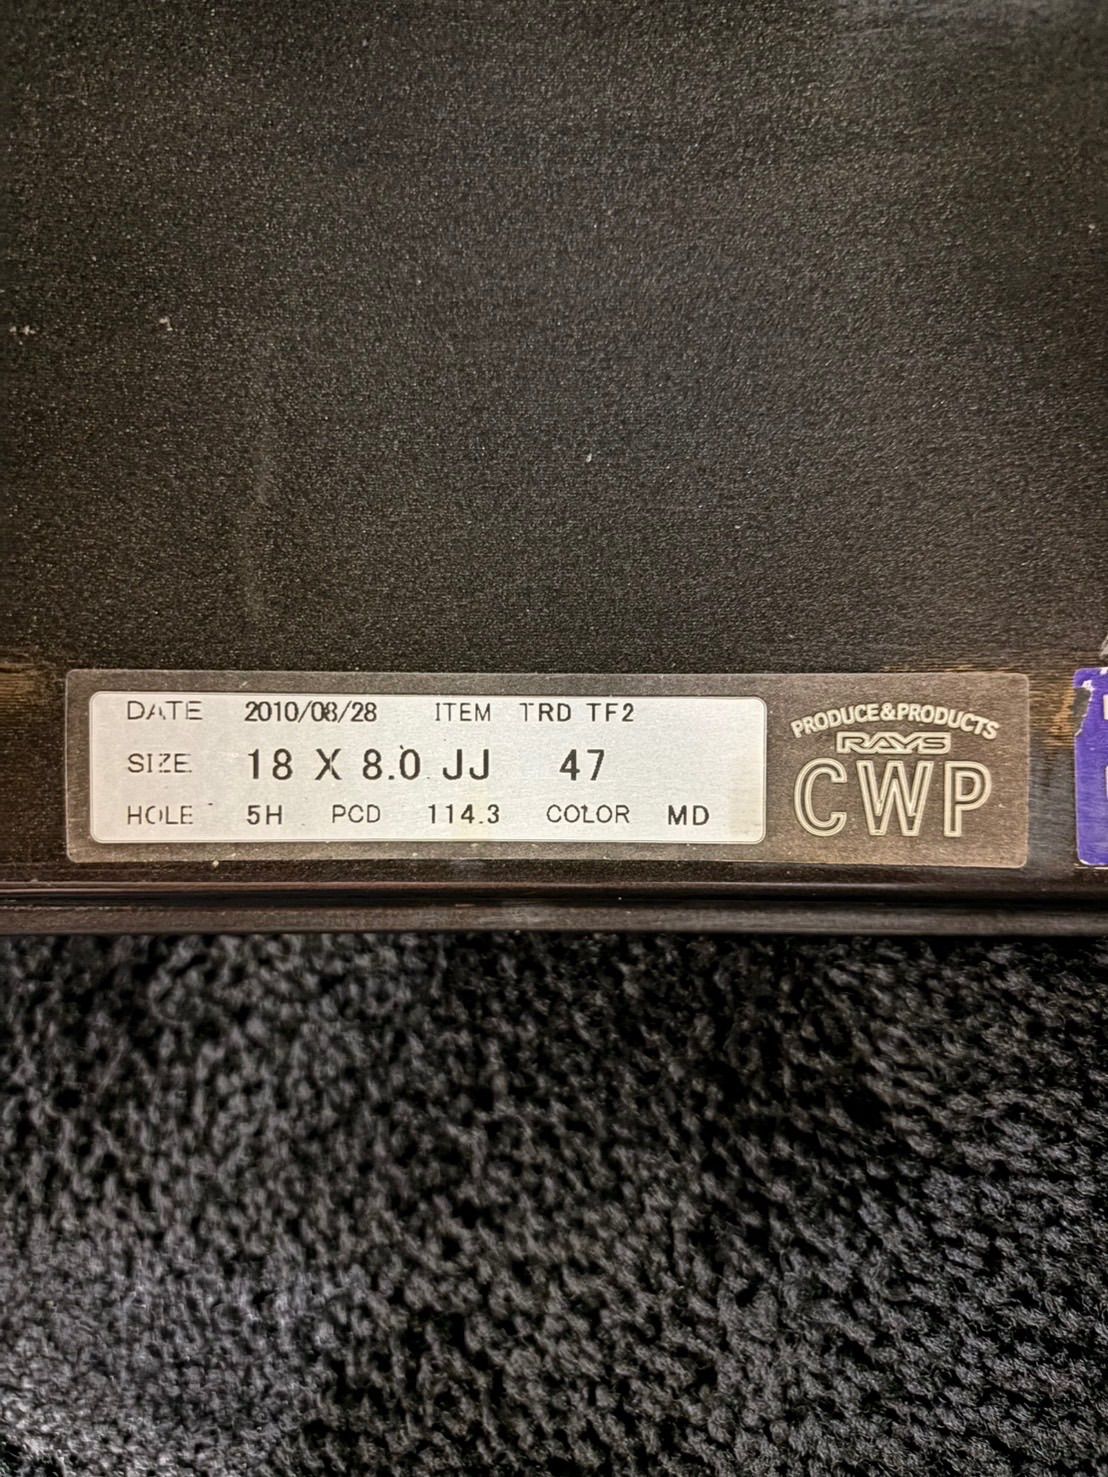 DATE 2010/08/28 ITEM TRD TF2
SIZE 18 X 8.0 JJ 47
HOLE 5H PCD 114.3 COLOR MD
PRODUCE&PRODUCTS
RAYS
CWP